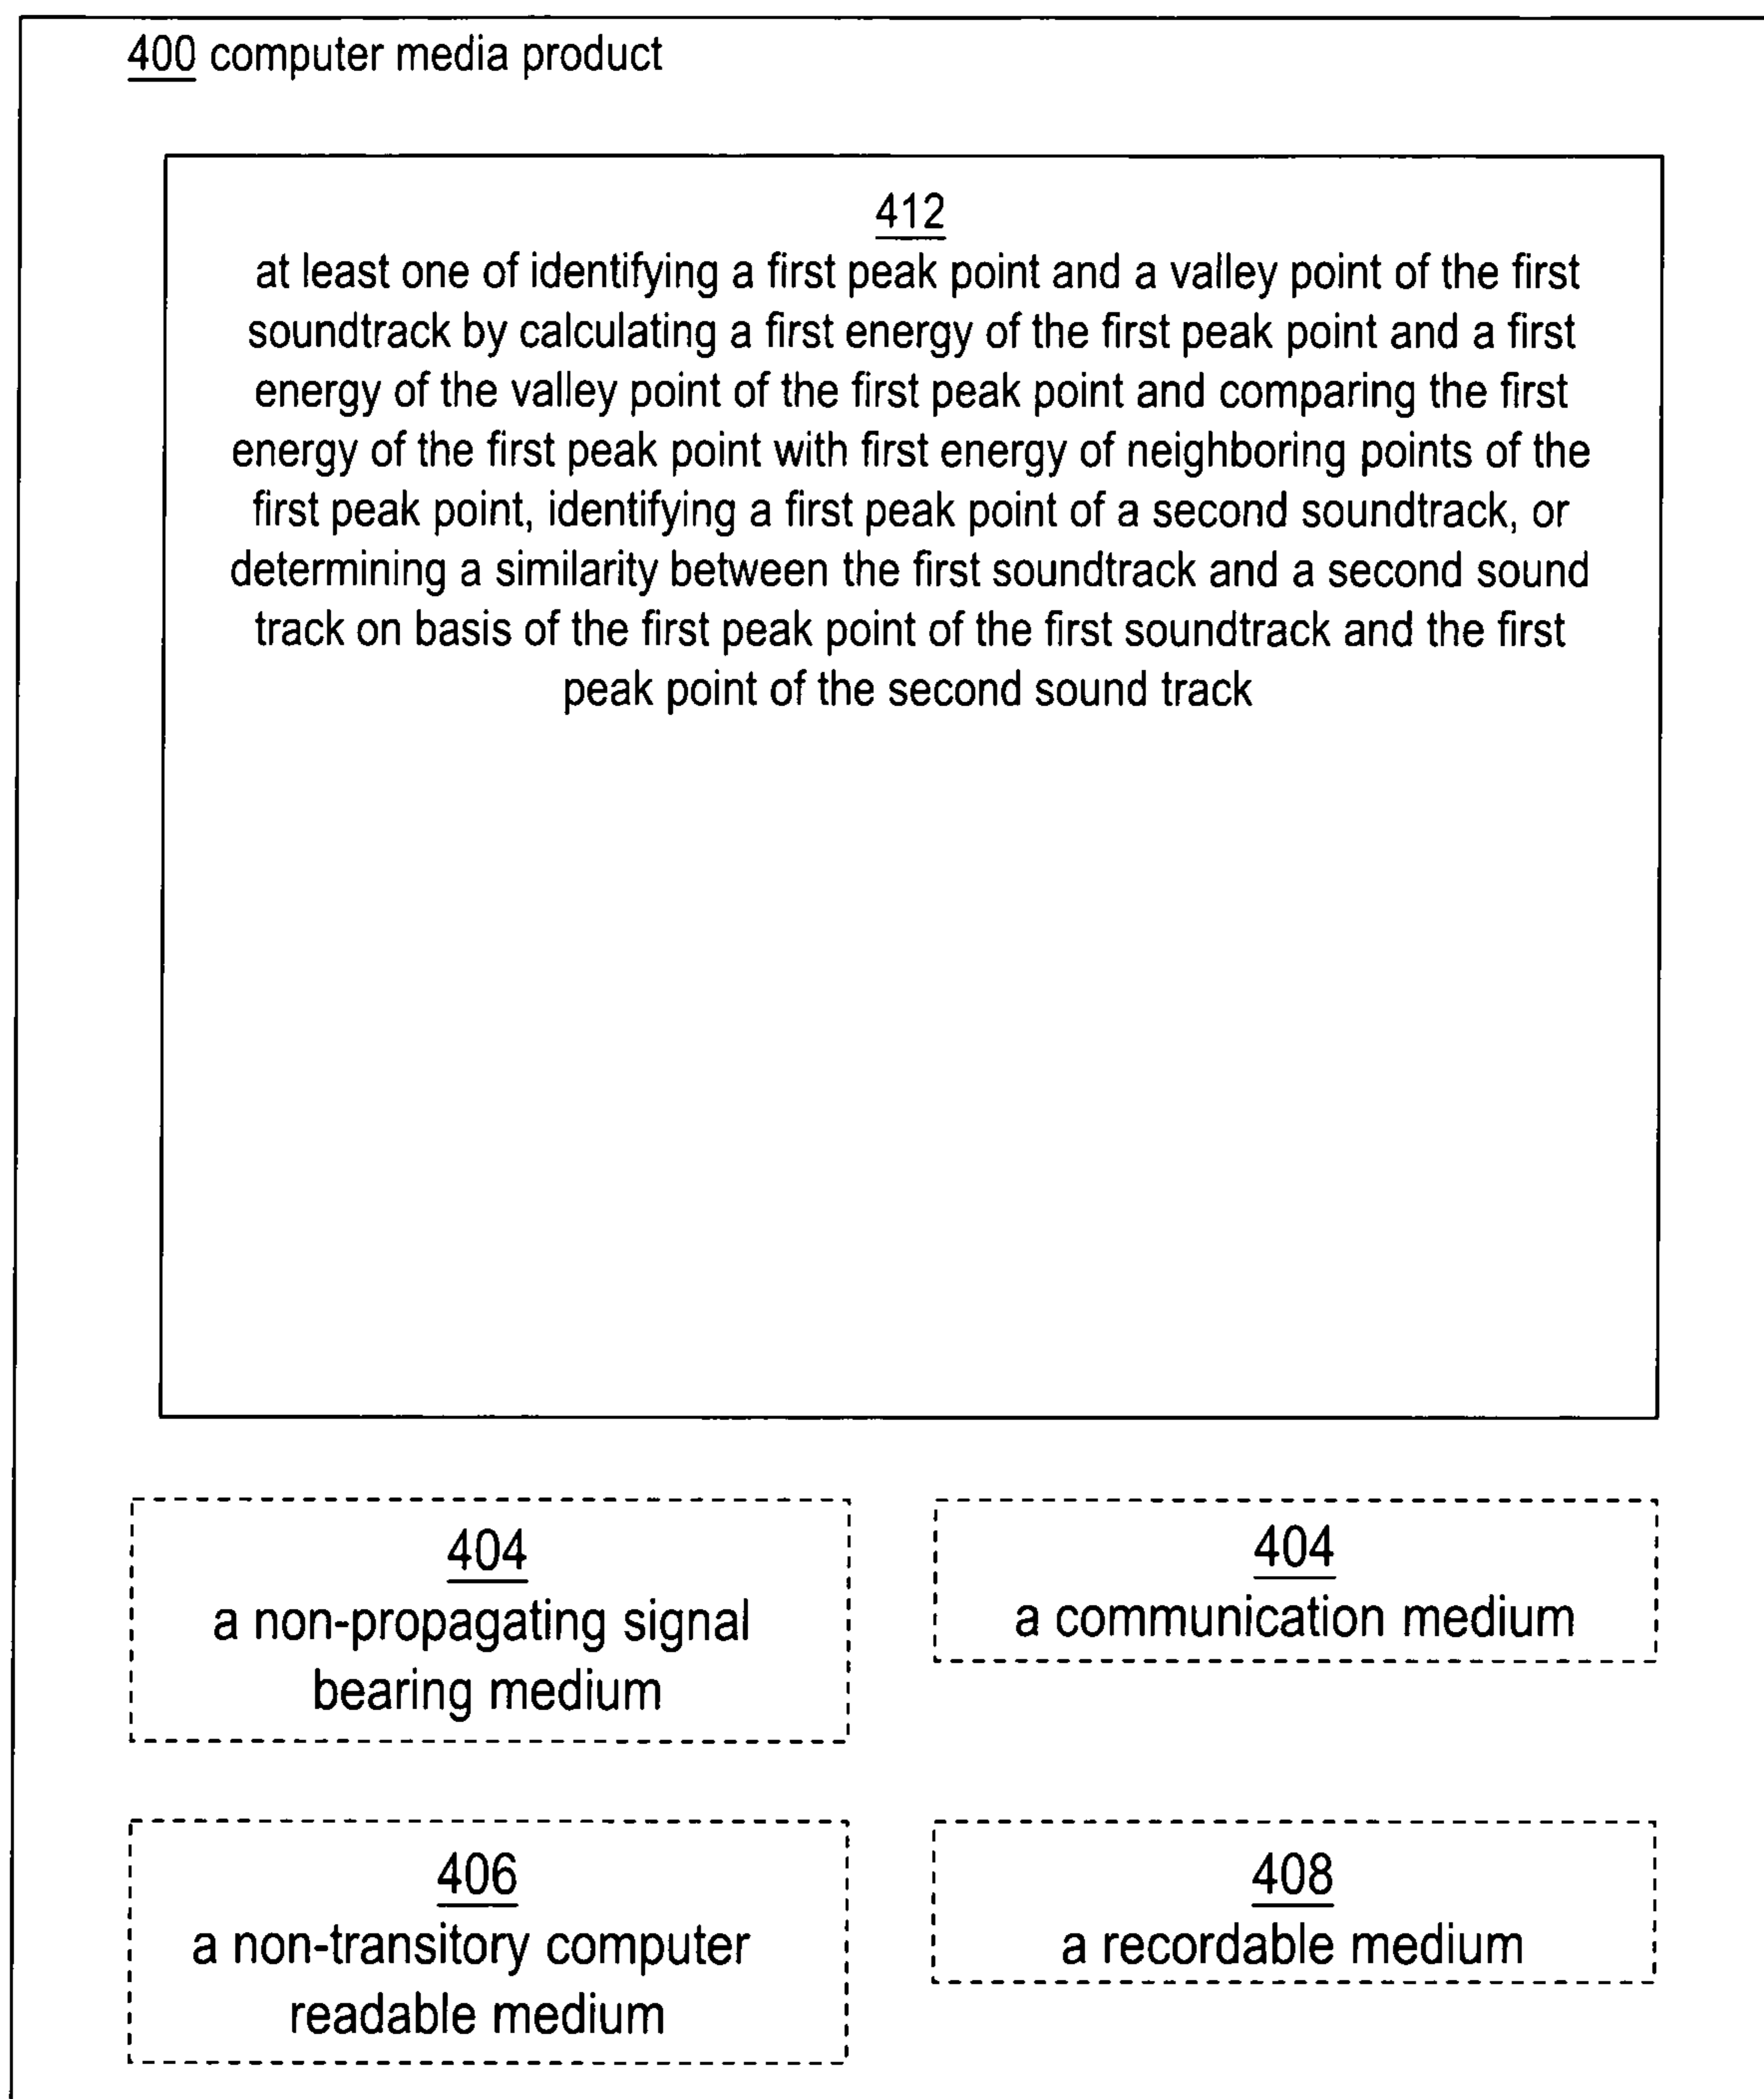 400 computer media product
412
at least one of identifying a first peak point and a valley point of the first
soundtrack by calculating a first energy of the first peak point and a first
energy of the valley point of the first peak point and comparing the first
energy of the first peak point with first energy of neighboring points of the
first peak point, identifying a first peak point of a second soundtrack, or
determining a similarity between the first soundtrack and a second sound
track on basis of the first peak point of the first soundtrack and the first
peak point of the second sound track
404
a non-propagating signal
bearing medium
404
a communication medium
406
a non-transitory computer
readable medium
408
a recordable medium